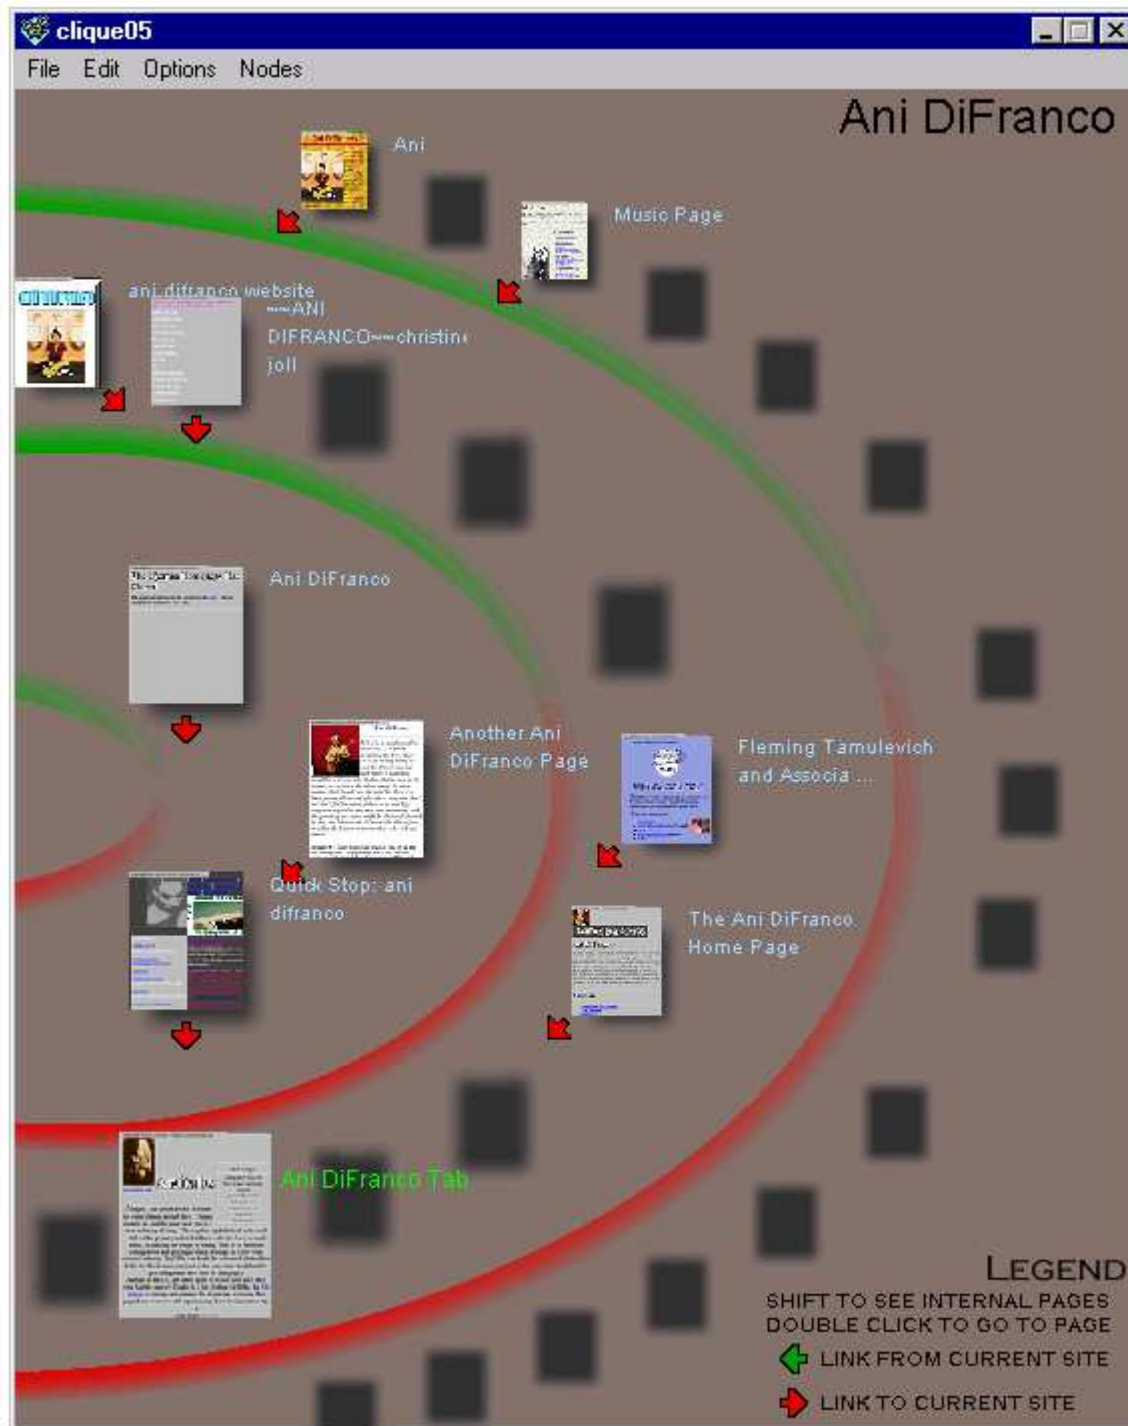 clique05
File Edit Options Nodes
Ani DiFranco
Ani
Music Page
ani difranco website
~~ANI
DIFRANCO~~christine
joll
Ani DiFranco
Another Ani
DiFranco Page
Fleming Tamulevich
and Associa ...
Quick Stop: ani
difranco
The Ani DiFranco
Home Page
Ani DiFranco Tab
LEGEND
SHIFT TO SEE INTERNAL PAGES
DOUBLE CLICK TO GO TO PAGE
LINK FROM CURRENT SITE
LINK TO CURRENT SITE